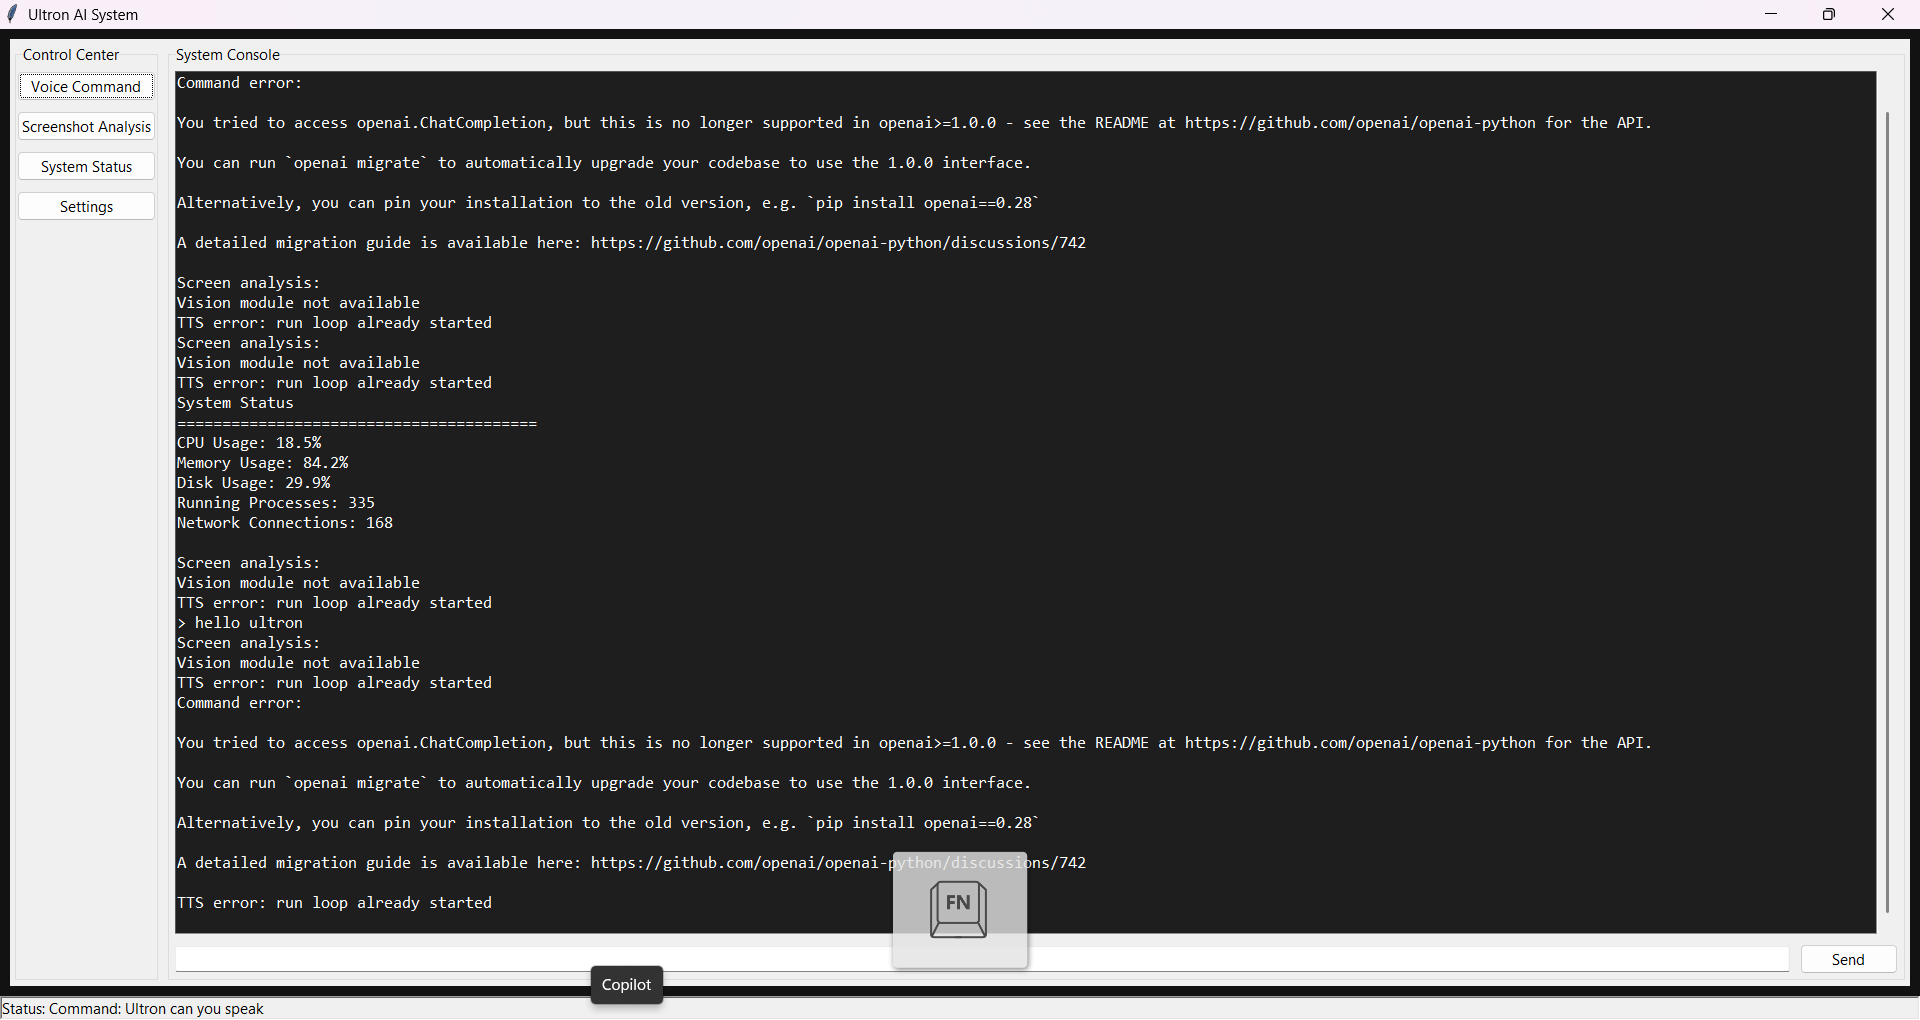 Ultron AI System
Control Center
Voice Command
Screenshot Analysis
System Status
Settings
System Console
Command error:
You tried to access openai.ChatCompletion, but this is no longer supported in openai>=1.0.0 - see the README at https://github.com/openai/openai-python for the API.
You can run `openai migrate` to automatically upgrade your codebase to use the 1.0.0 interface.
Alternatively, you can pin your installation to the old version, e.g. `pip install openai==0.28`
A detailed migration guide is available here: https://github.com/openai/openai-python/discussions/742
Screen analysis:
Vision module not available
TTS error: run loop already started
Screen analysis:
Vision module not available
TTS error: run loop already started
System Status
========================================
CPU Usage: 18.5%
Memory Usage: 84.2%
Disk Usage: 29.9%
Running Processes: 335
Network Connections: 168
Screen analysis:
Vision module not available
TTS error: run loop already started
> hello ultron
Screen analysis:
Vision module not available
TTS error: run loop already started
Command error:
You tried to access openai.ChatCompletion, but this is no longer supported in openai>=1.0.0 - see the README at https://github.com/openai/openai-python for the API.
You can run `openai migrate` to automatically upgrade your codebase to use the 1.0.0 interface.
Alternatively, you can pin your installation to the old version, e.g. `pip install openai==0.28`
A detailed migration guide is available here: https://github.com/openai/openai-python/discussions/742
TTS error: run loop already started
FN
Send
Copilot
Status: Command: Ultron can you speak